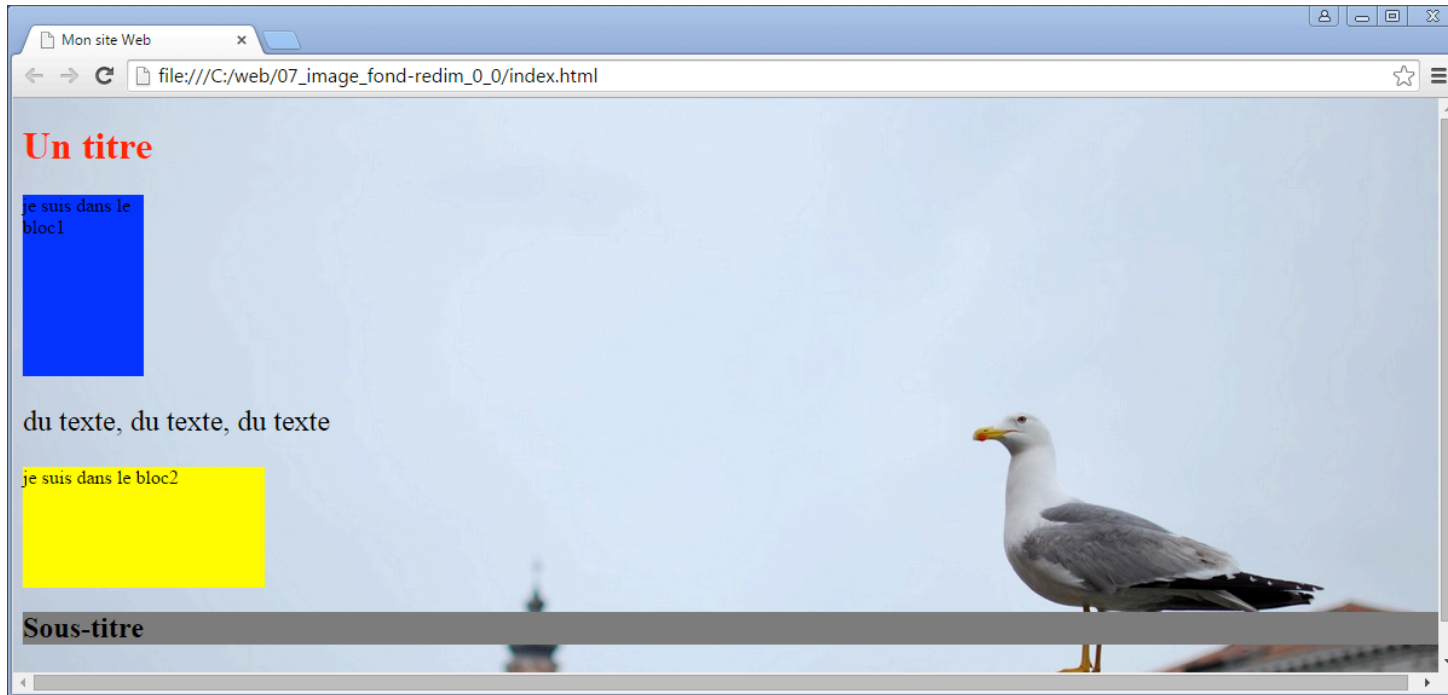 Mon site Web
file:///C:/web/07_image_fond-redim_0_0/index.html
Un titre
je suis dans le
bloc1
du texte, du texte, du texte
je suis dans le bloc2
Sous-titre